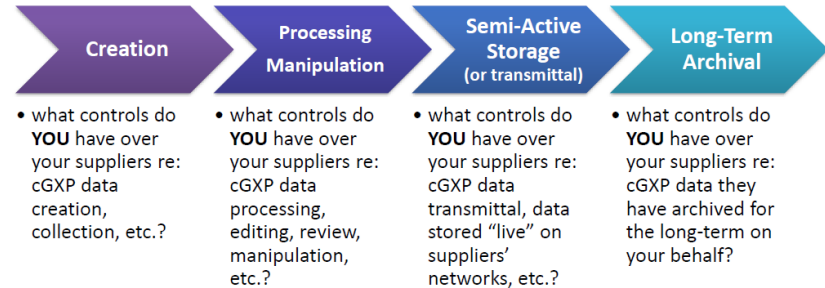 Creation
Processing
Manipulation
Semi-Active
Storage
(or transmittal)
Long-Term
Archival
• what controls do
YOU have over
your suppliers re:
cGXP data
creation,
collection, etc.?
• what controls do
YOU have over
your suppliers re:
cGXP data
processing,
editing, review,
manipulation,
etc.?
• what controls do
YOU have over
your suppliers re:
cGXP data
transmittal, data
stored “live” on
suppliers’
networks, etc.?
• what controls do
YOU have over
your suppliers re:
cGXP data they
have archived for
the long-term on
your behalf?